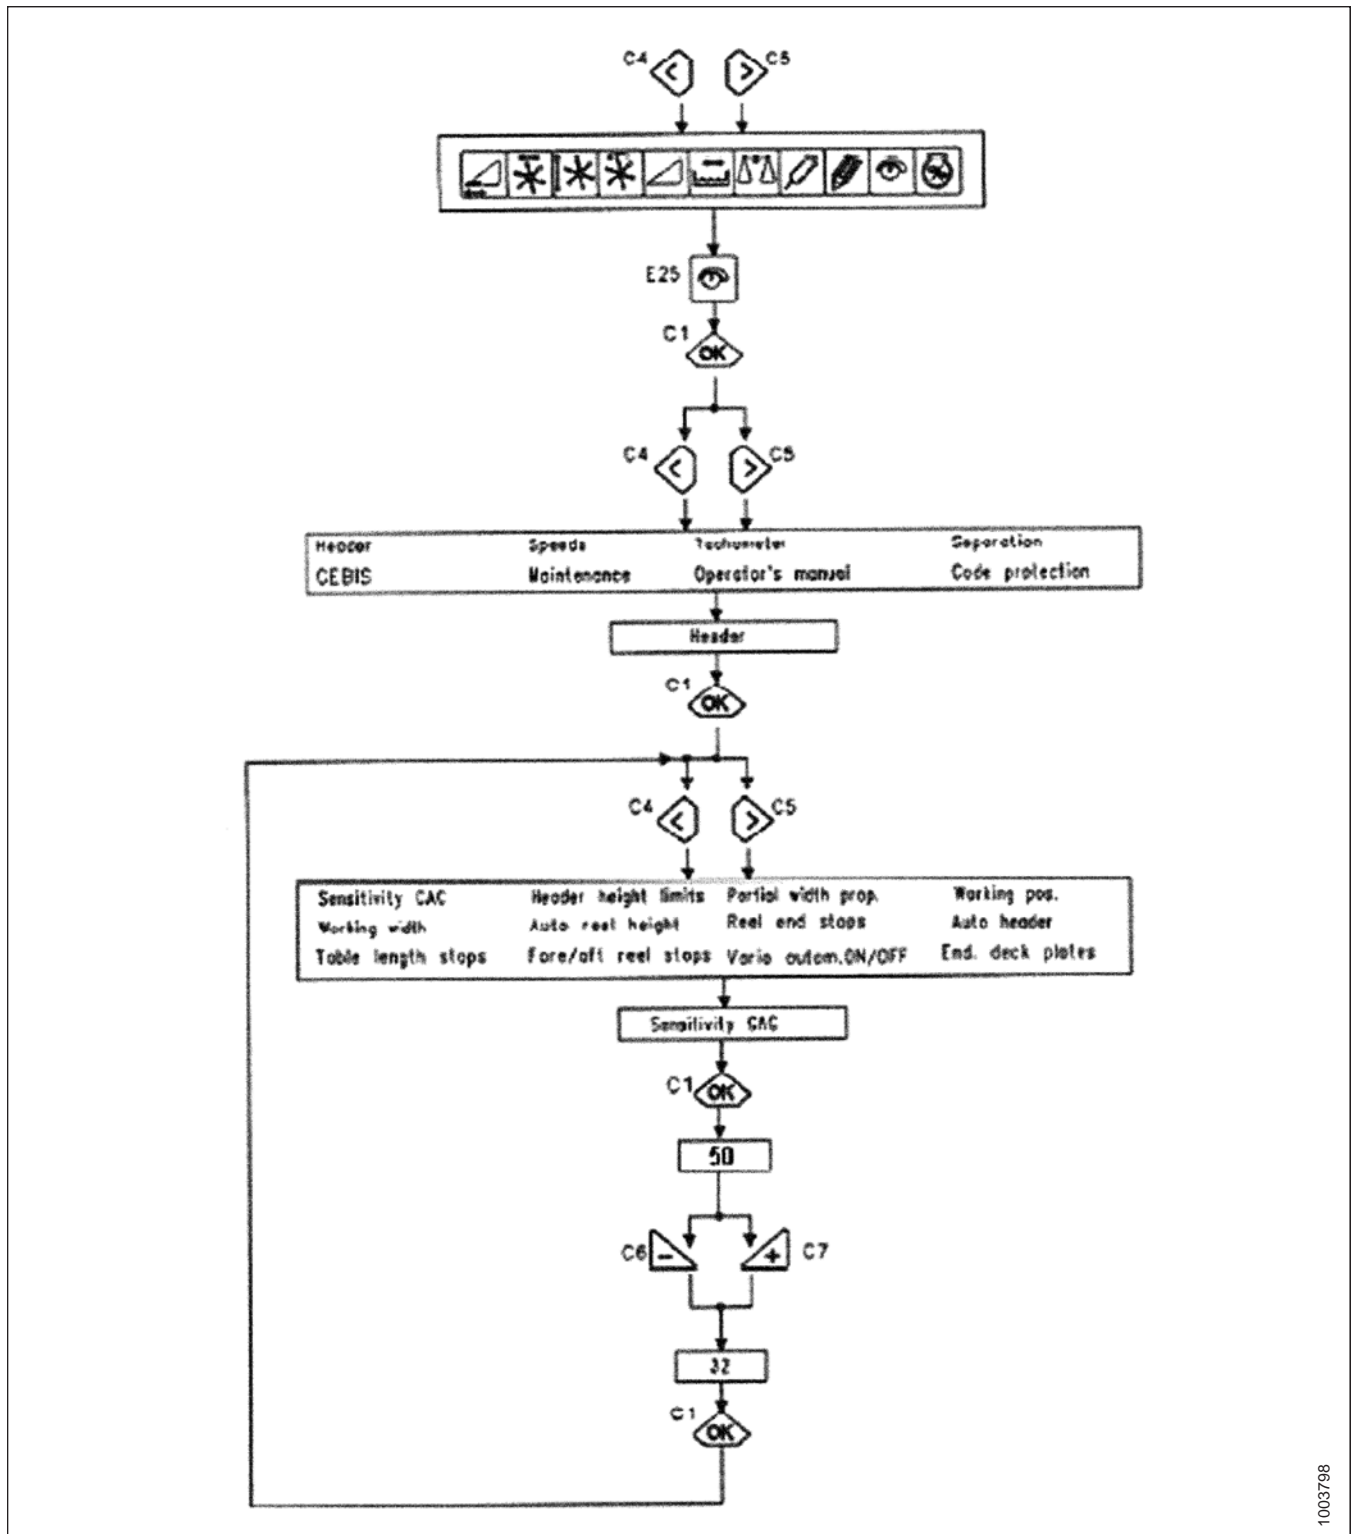 C4 < > C5
E25
C1
OK
C4 < > C5
Header Speeds Tachometer Separation
CEBIS Maintenance Operator's manual Code protection
Header
C1
OK
C4 < > C5
Sensitivity CAC Header height limits Partial width prop. Working pos.
Working width Auto reel height Reel end stops Auto header
Table length stops Fore/aft reel stops Vario autom.ON/OFF End. deck plates
Sensitivity CAC
C1
OK
50
C6 - + C7
32
C1
OK
1003798